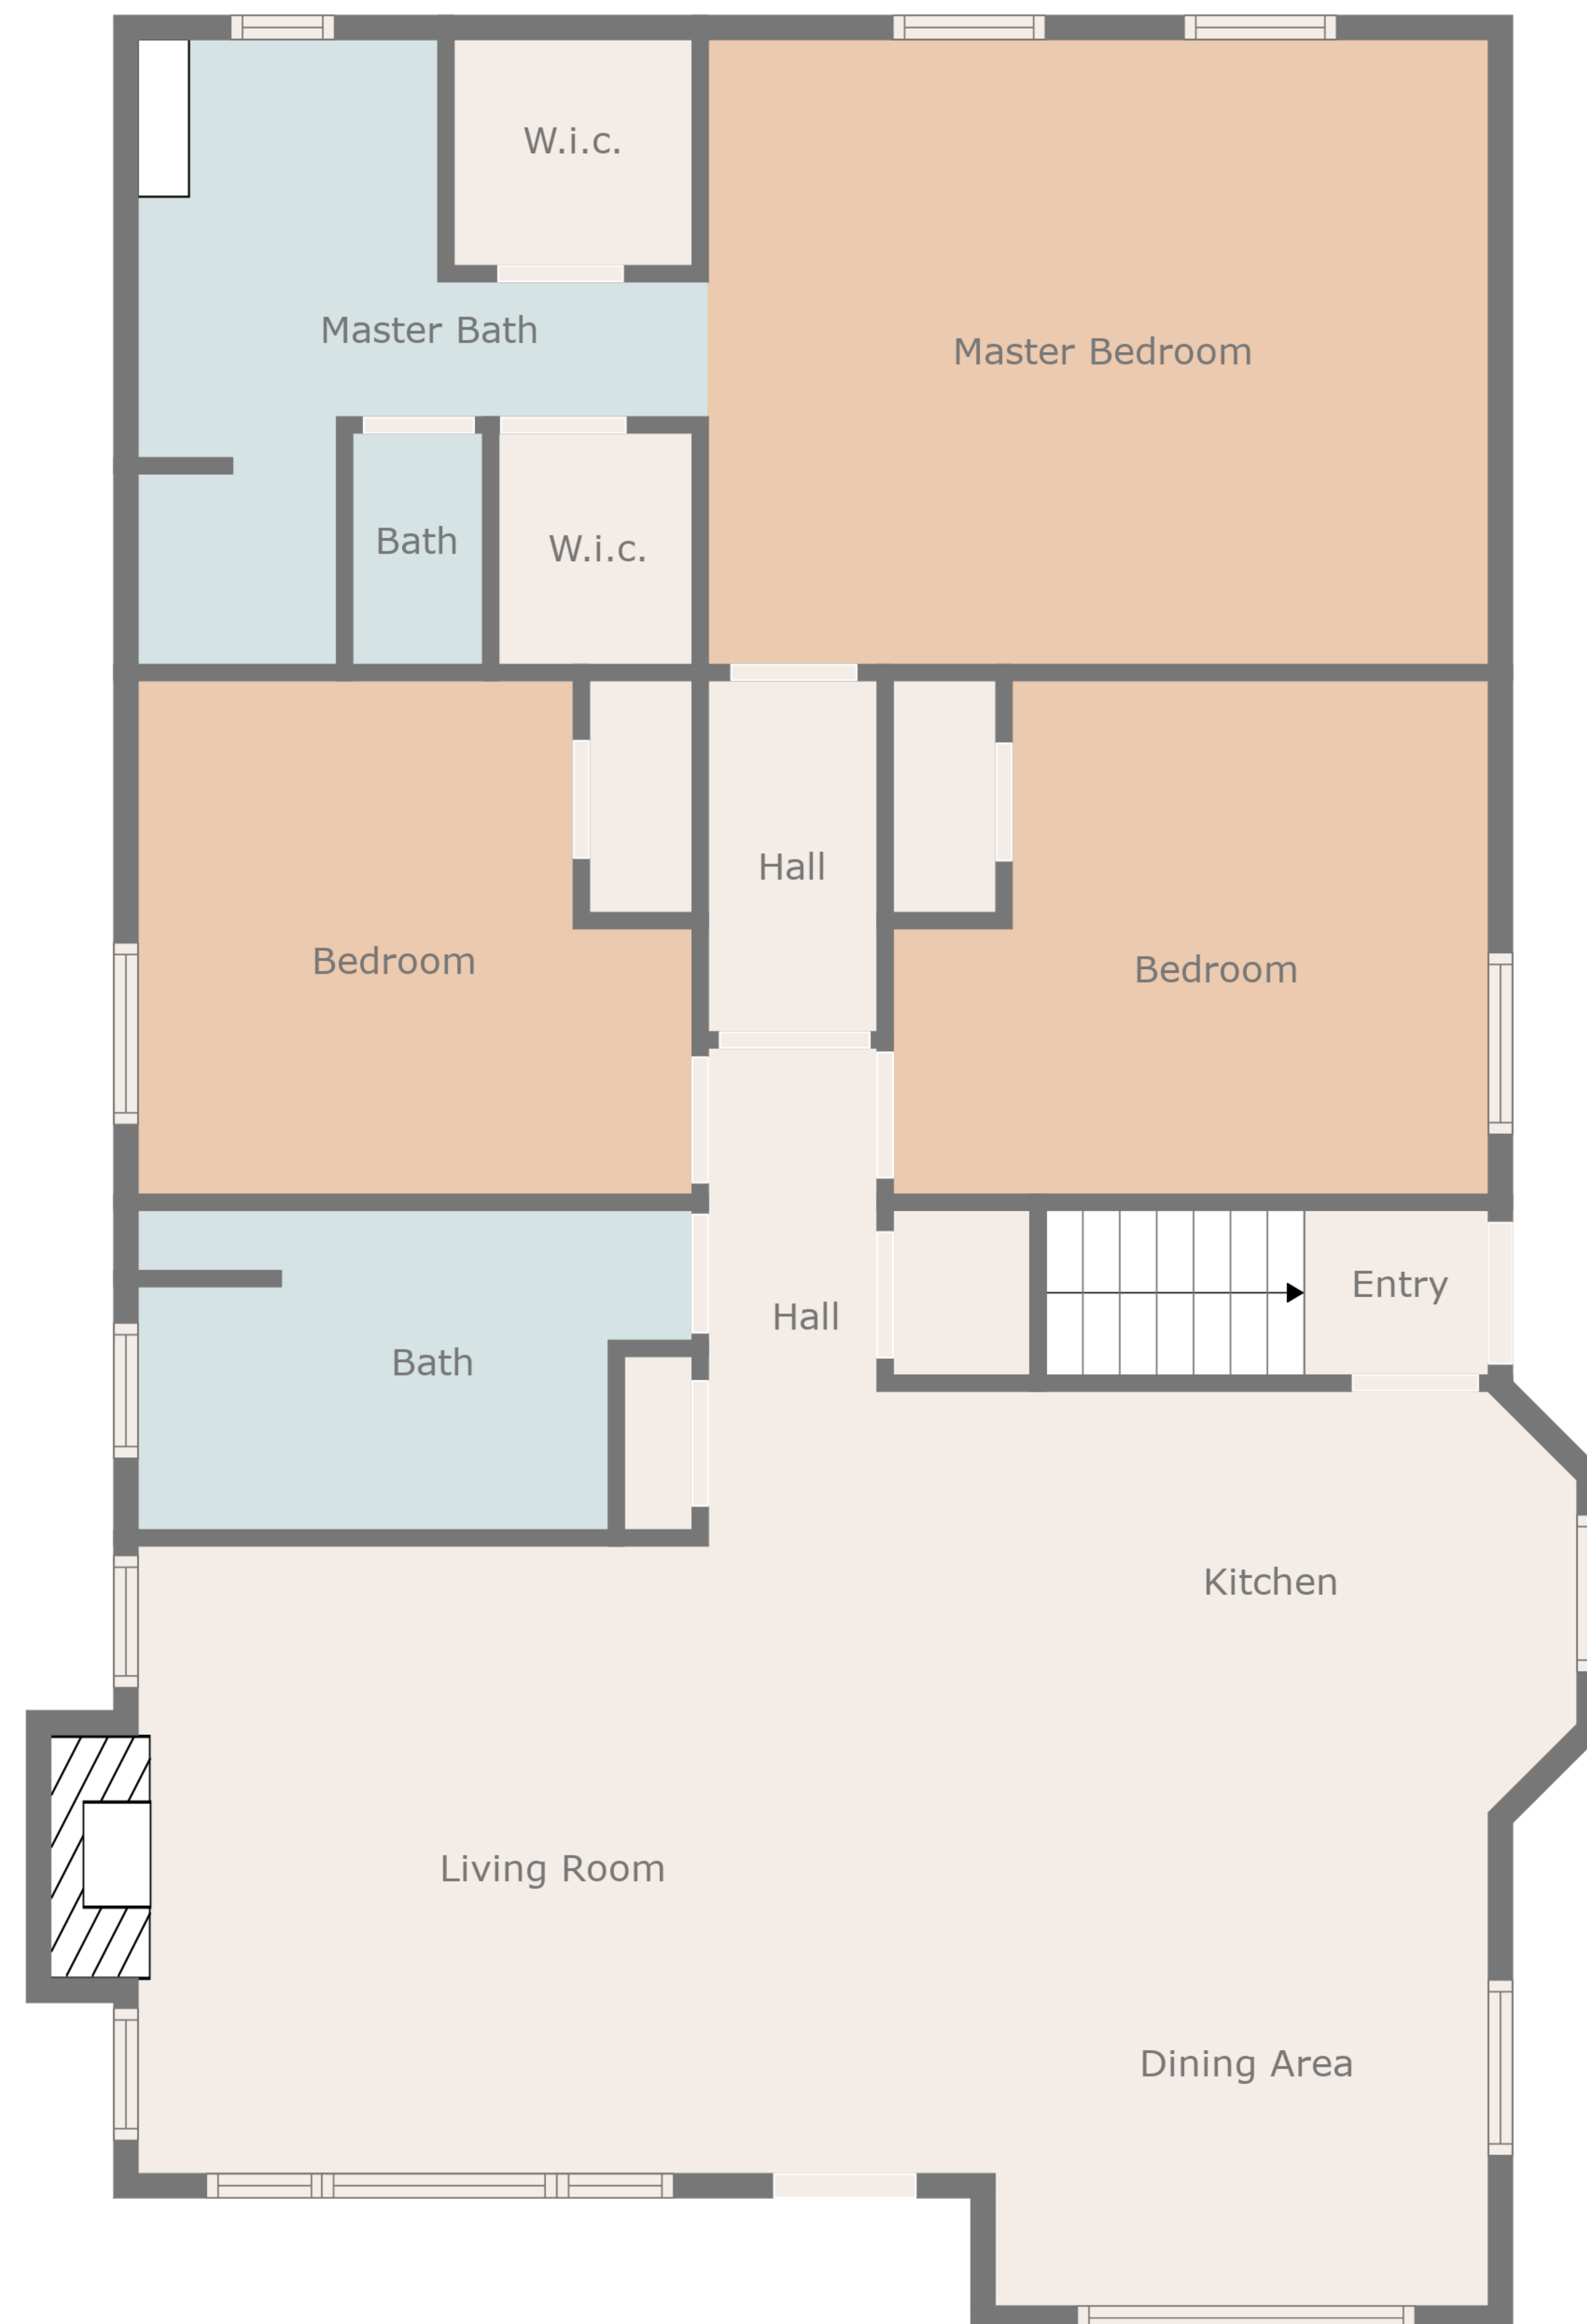 W.i.c.
Master Bath
Master Bedroom
Bath
W.i.c.
Hall
Bedroom
Bedroom
Entry
Hall
Bath
Kitchen
Living Room
Dining Area